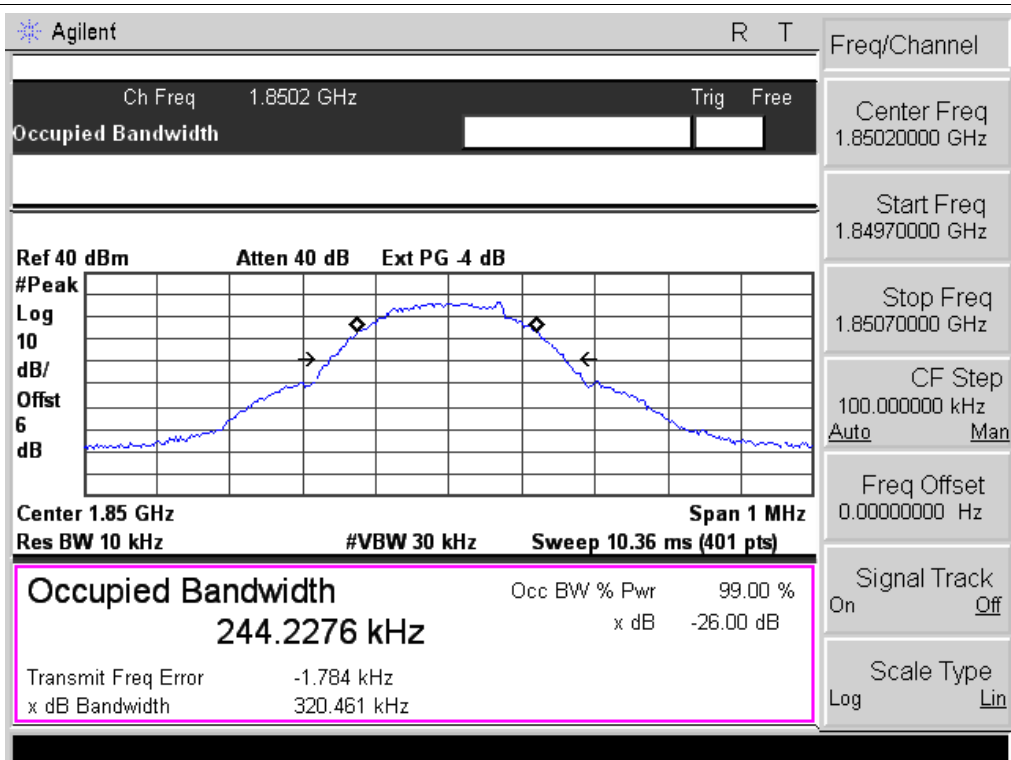 Agilent
R T
Freq/Channel
Ch Freq 1.8502 GHz
Trig Free
Occupied Bandwidth
Center Freq
1.85020000 GHz
Start Freq
1.84970000 GHz
Stop Freq
1.85070000 GHz
CF Step
100.000000 kHz
Auto Man
Freq Offset
0.00000000 Hz
Signal Track
On Off
Scale Type
Log Lin
Ref 40 dBm Atten 40 dB Ext PG -4 dB
#Peak
Log
10
dB/
Offst
6
dB
Center 1.85 GHz Span 1 MHz
Res BW 10 kHz #VBW 30 kHz Sweep 10.36 ms (401 pts)
Occupied Bandwidth
244.2276 kHz
Occ BW % Pwr 99.00 %
x dB -26.00 dB
Transmit Freq Error -1.784 kHz
x dB Bandwidth 320.461 kHz